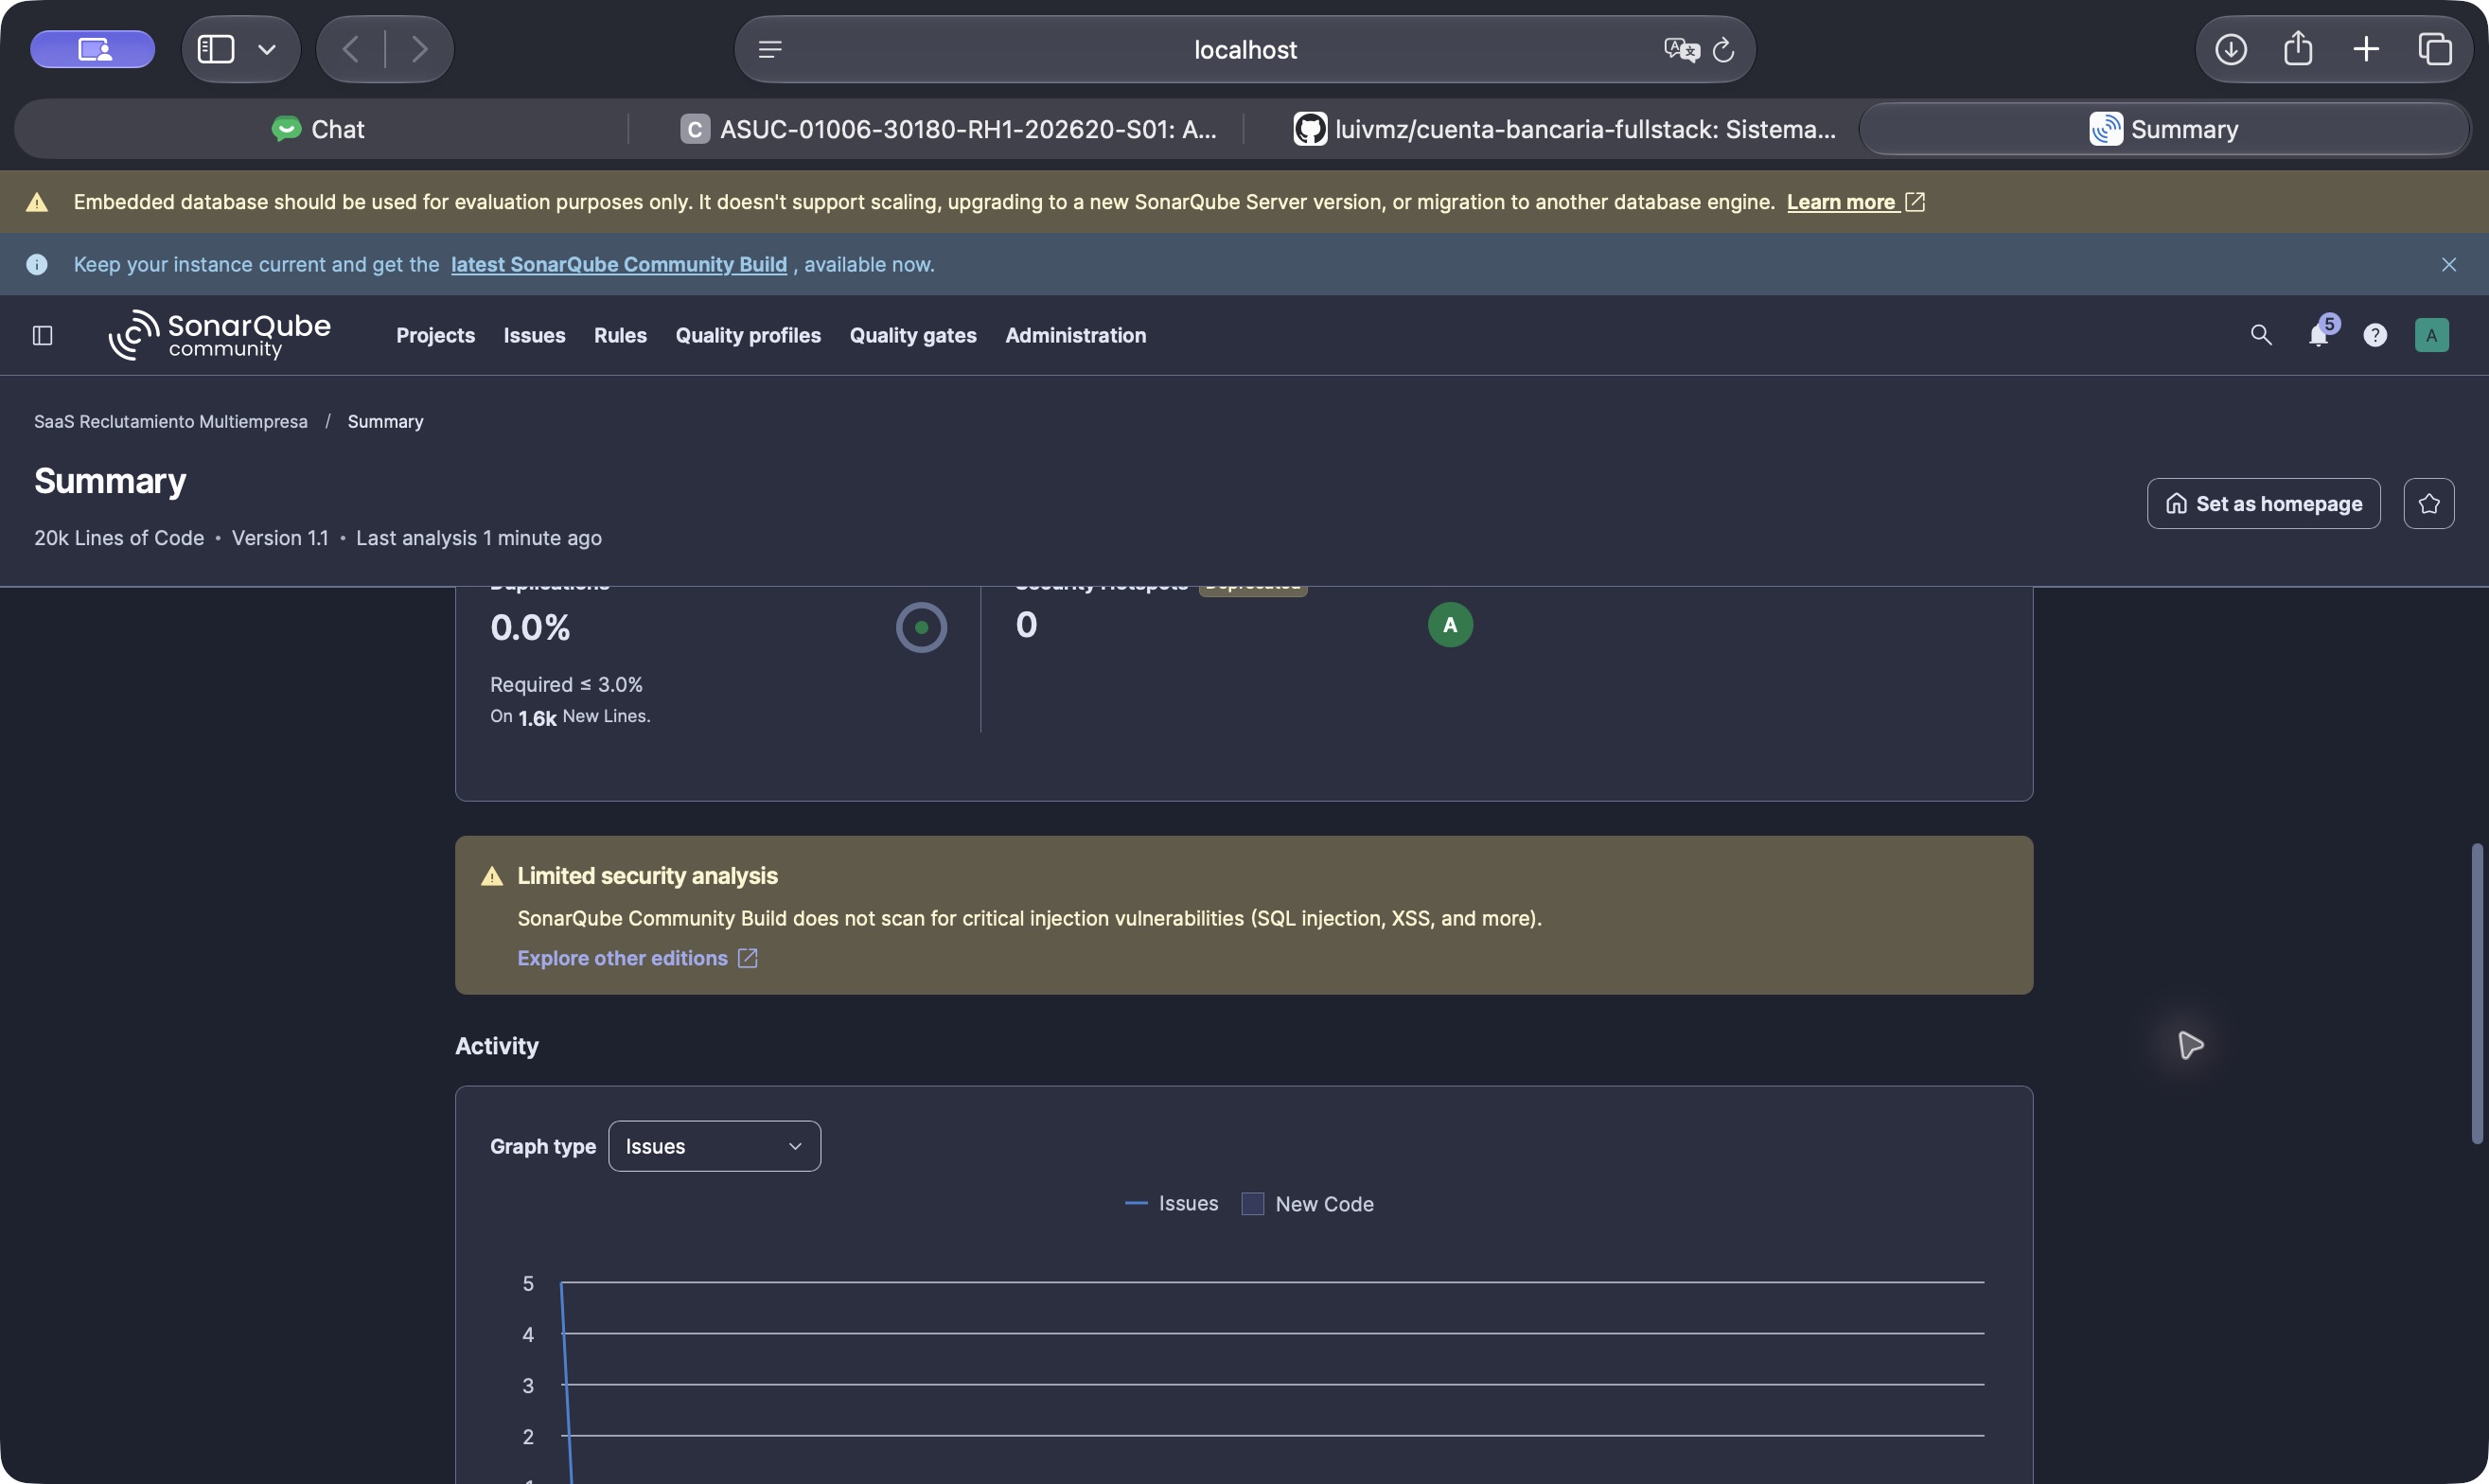 localhost
Chat
C ASUC-01006-30180-RH1-202620-S01: A...
luivmz/cuenta-bancaria-fullstack: Sistema...
Summary
Embedded database should be used for evaluation purposes only. It doesn't support scaling, upgrading to a new SonarQube Server version, or migration to another database engine. Learn more
Keep your instance current and get the latest SonarQube Community Build , available now.
SonarQube community
Projects Issues Rules Quality profiles Quality gates Administration
5
?
A
SaaS Reclutamiento Multiempresa / Summary
Summary
Set as homepage
20k Lines of Code • Version 1.1 • Last analysis 1 minute ago
Duplications
Security Hotspots Deprecated
0.0%
0
A
Required ≤ 3.0%
On 1.6k New Lines.
Limited security analysis
SonarQube Community Build does not scan for critical injection vulnerabilities (SQL injection, XSS, and more).
Explore other editions
Activity
Graph type Issues
Issues New Code
5
4
3
2